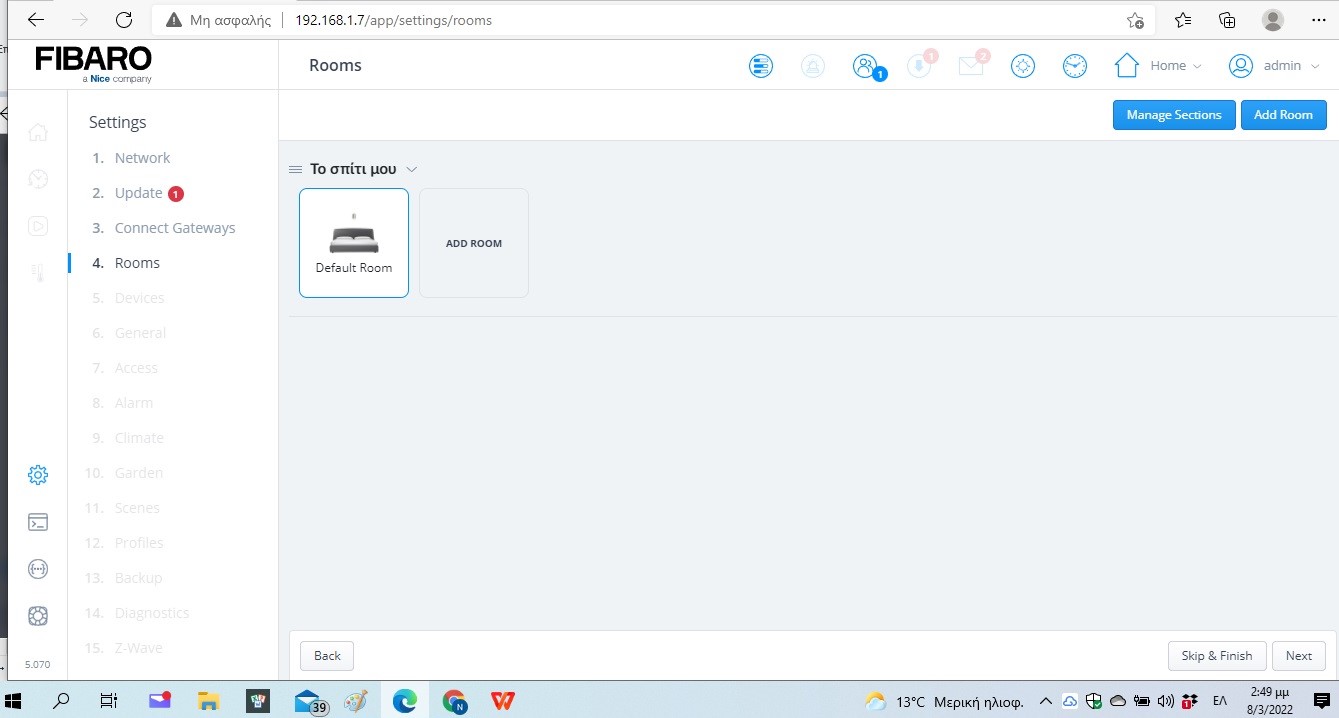 Μη ασφαλής
192.168.1.7/app/settings/rooms
FIBARO
a Nice company
Rooms
1
1
2
Home
admin
Manage Sections
Add Room
Settings
1. Network
2. Update 1
3. Connect Gateways
4. Rooms
5. Devices
6. General
7. Access
8. Alarm
9. Climate
10. Garden
11. Scenes
12. Profiles
13. Backup
14. Diagnostics
15. Z-Wave
5.070
Το σπίτι μου
Default Room
ADD ROOM
Back
Skip & Finish
Next
39
N
13°C Μερική ηλιοφ.
1
ΕΛ
2:49 μμ
8/3/2022